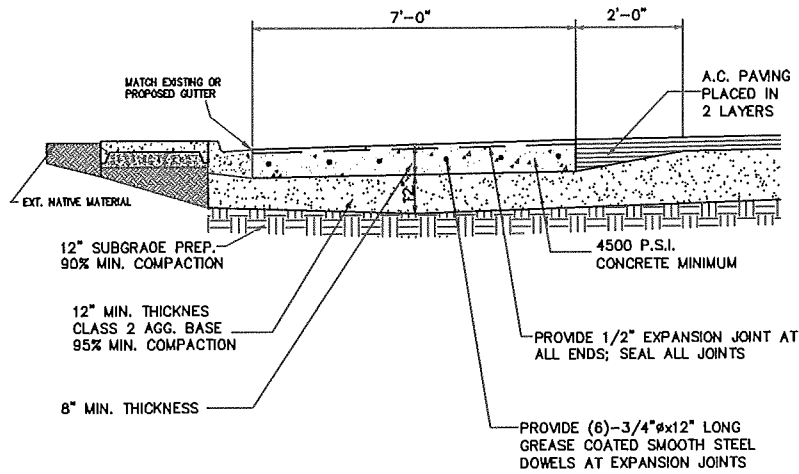 7'-0"
2'-0"
MATCH EXISTING OR
PROPOSED GUTTER
A.C. PAVING
PLACED IN
2 LAYERS
EXT. NATIVE MATERIAL
12"
12" SUBGRADE PREP.
90% MIN. COMPACTION
4500 P.S.I.
CONCRETE MINIMUM
12" MIN. THICKNES
CLASS 2 AGG. BASE
95% MIN. COMPACTION
PROVIDE 1/2" EXPANSION JOINT AT
ALL ENDS; SEAL ALL JOINTS
8" MIN. THICKNESS
PROVIDE (6)-3/4"øx12" LONG
GREASE COATED SMOOTH STEEL
DOWELS AT EXPANSION JOINTS